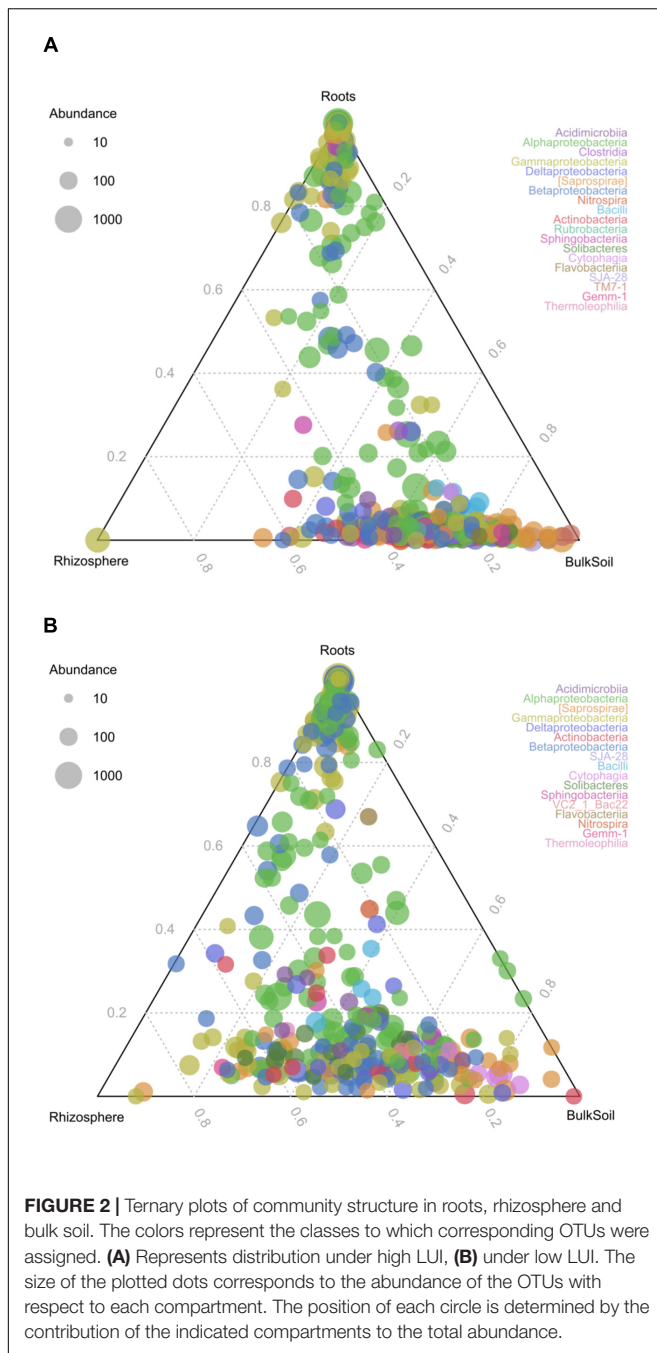 A
Roots
Abundance
10
100
1000
Acidimicrobiia
Alphaproteobacteria
Clostridia
Gammaproteobacteria
Deltaproteobacteria
[Saprospirae]
Betaproteobacteria
Nitrospira
Bacilli
Actinobacteria
Rubrobacteria
Sphingobacteriia
Solibacteres
Cytophagia
Flavobacteriia
SJA-28
TM7-1
Gemm-1
Thermoleophilia
0.8
0.6
0.4
0.2
0.2
0.4
0.6
0.8
Rhizosphere
BulkSoil
0.8
0.6
0.4
0.2
B
Roots
Abundance
10
100
1000
Acidimicrobiia
Alphaproteobacteria
[Saprospirae]
Gammaproteobacteria
Deltaproteobacteria
Actinobacteria
Betaproteobacteria
SJA-28
Bacilli
Cytophagia
Solibacteres
Sphingobacteriia
VC2_1_Bac22
Flavobacteriia
Nitrospira
Gemm-1
Thermoleophilia
0.8
0.6
0.4
0.2
0.2
0.4
0.6
0.8
Rhizosphere
BulkSoil
0.8
0.6
0.4
0.2
FIGURE 2 | Ternary plots of community structure in roots, rhizosphere and
bulk soil. The colors represent the classes to which corresponding OTUs were
assigned. (A) Represents distribution under high LUI, (B) under low LUI. The
size of the plotted dots corresponds to the abundance of the OTUs with
respect to each compartment. The position of each circle is determined by the
contribution of the indicated compartments to the total abundance.